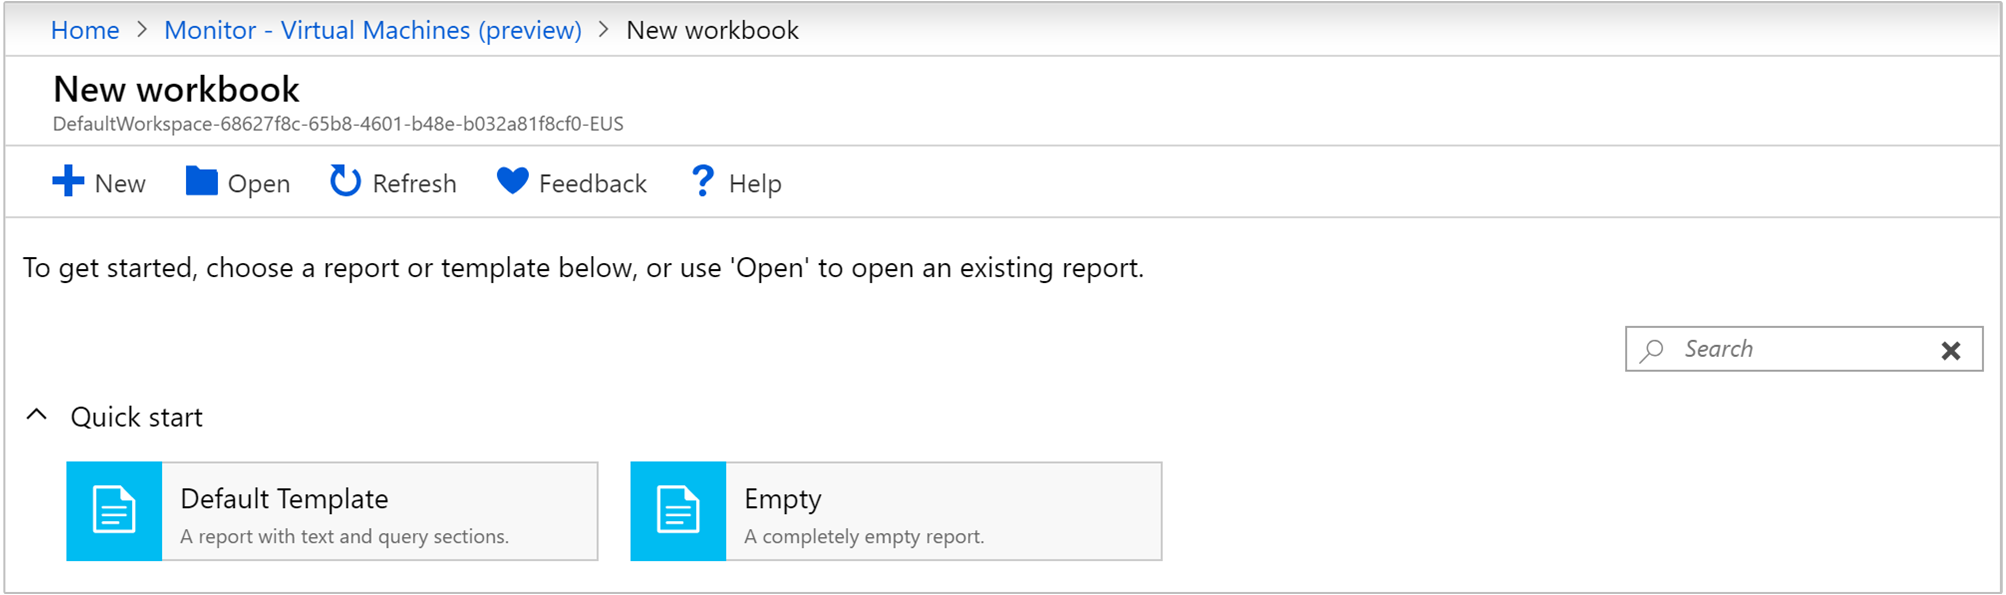 Home > Monitor - Virtual Machines (preview) > New workbook
New workbook
DefaultWorkspace-68627f8c-65b8-4601-b48e-b032a81f8cf0-EUS
New Open Refresh Feedback ? Help
To get started, choose a report or template below, or use 'Open' to open an existing report.
Search
Quick start
Default Template
A report with text and query sections.
Empty
A completely empty report.